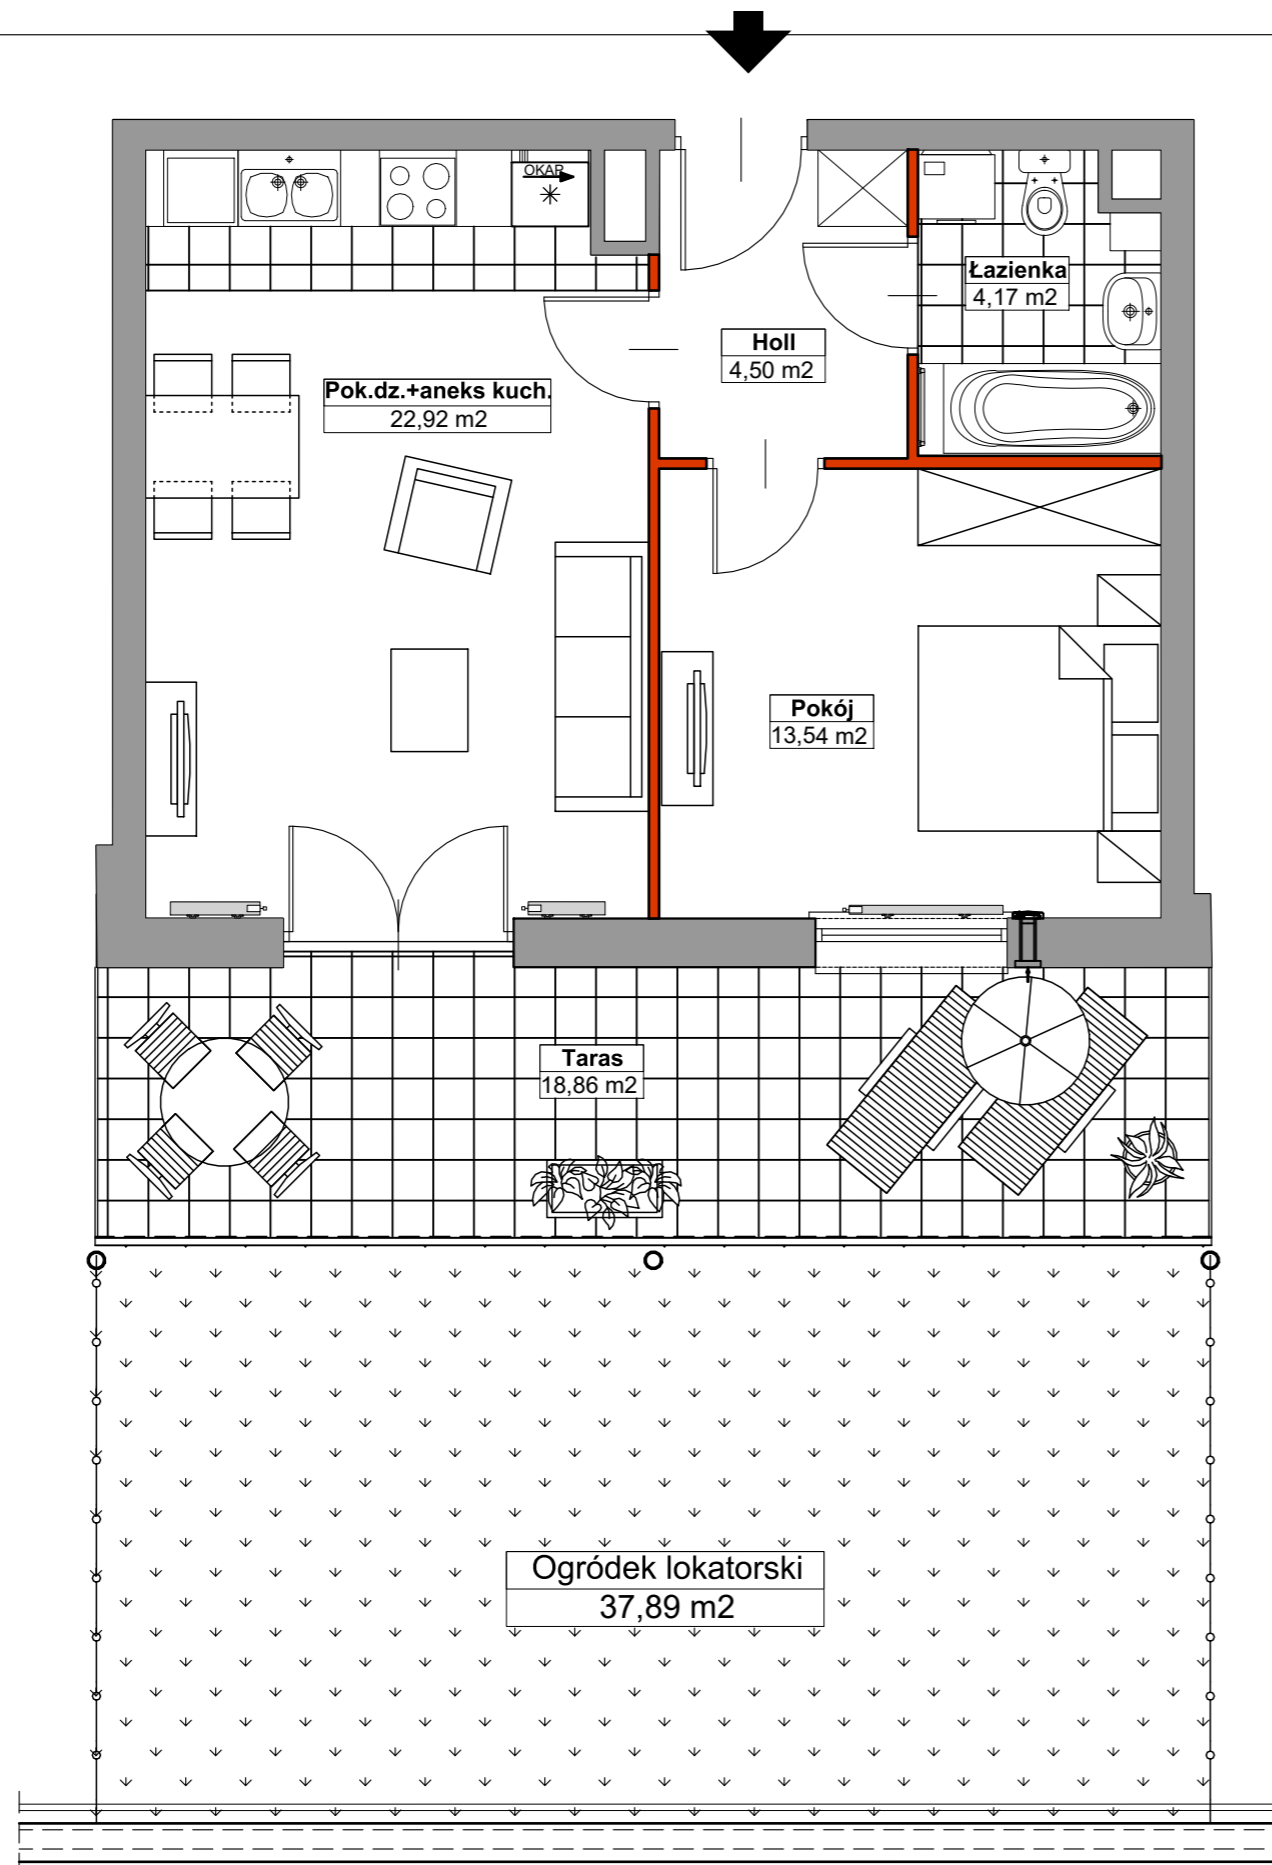 OKAP
Łazienka
4,17 m2
Holl
4,50 m2
Pok.dz.+aneks kuch.
22,92 m2
Pokój
13,54 m2
Taras
18,86 m2
Ogródek lokatorski
37,89 m2